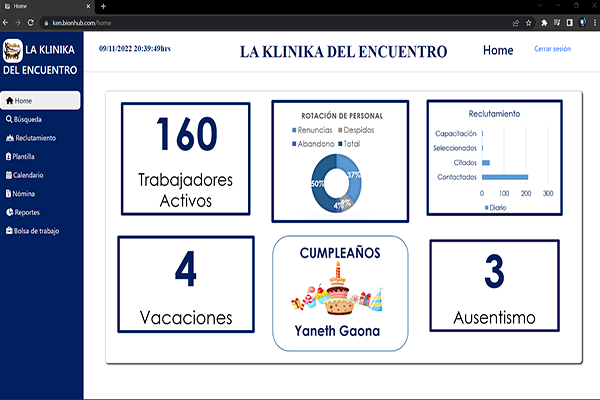 Home
ken.bionhub.com/home
LA KLINIKA
DEL ENCUENTRO
09/11/2022 20:39:49hrs
LA KLINIKA DEL ENCUENTRO
Home
Cerrar sesión
Home
Búsqueda
Reclutamiento
Plantilla
Calendario
Nómina
Reportes
Bolsa de trabajo
160
Trabajadores
Activos
ROTACIÓN DE PERSONAL
Renuncias Despidos
Abandono Total
50% 37%
4% 9%
Reclutamiento
Capacitación
Seleccionados
Citados
Contactados
0 100 200 300
Diario
4
Vacaciones
CUMPLEAÑOS
Yaneth Gaona
3
Ausentismo